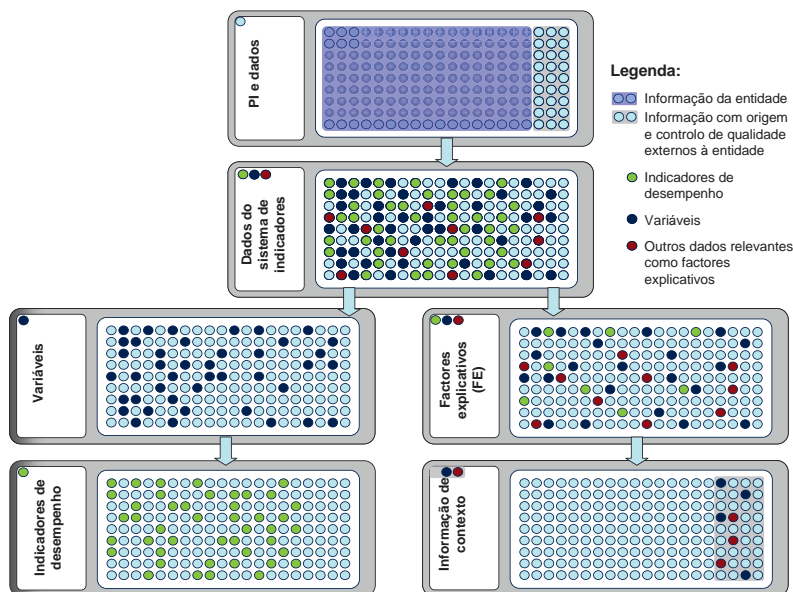 PI e dados
Legenda:
Informação da entidade
Informação com origem
e controlo de qualidade
externos à entidade
Indicadores de
desempenho
Variáveis
Outros dados relevantes
como factores
explicativos
Dados do
sistema de
indicadores
Variáveis
Factores
explicativos
(FE)
Indicadores de
desempenho
Informação de
contexto